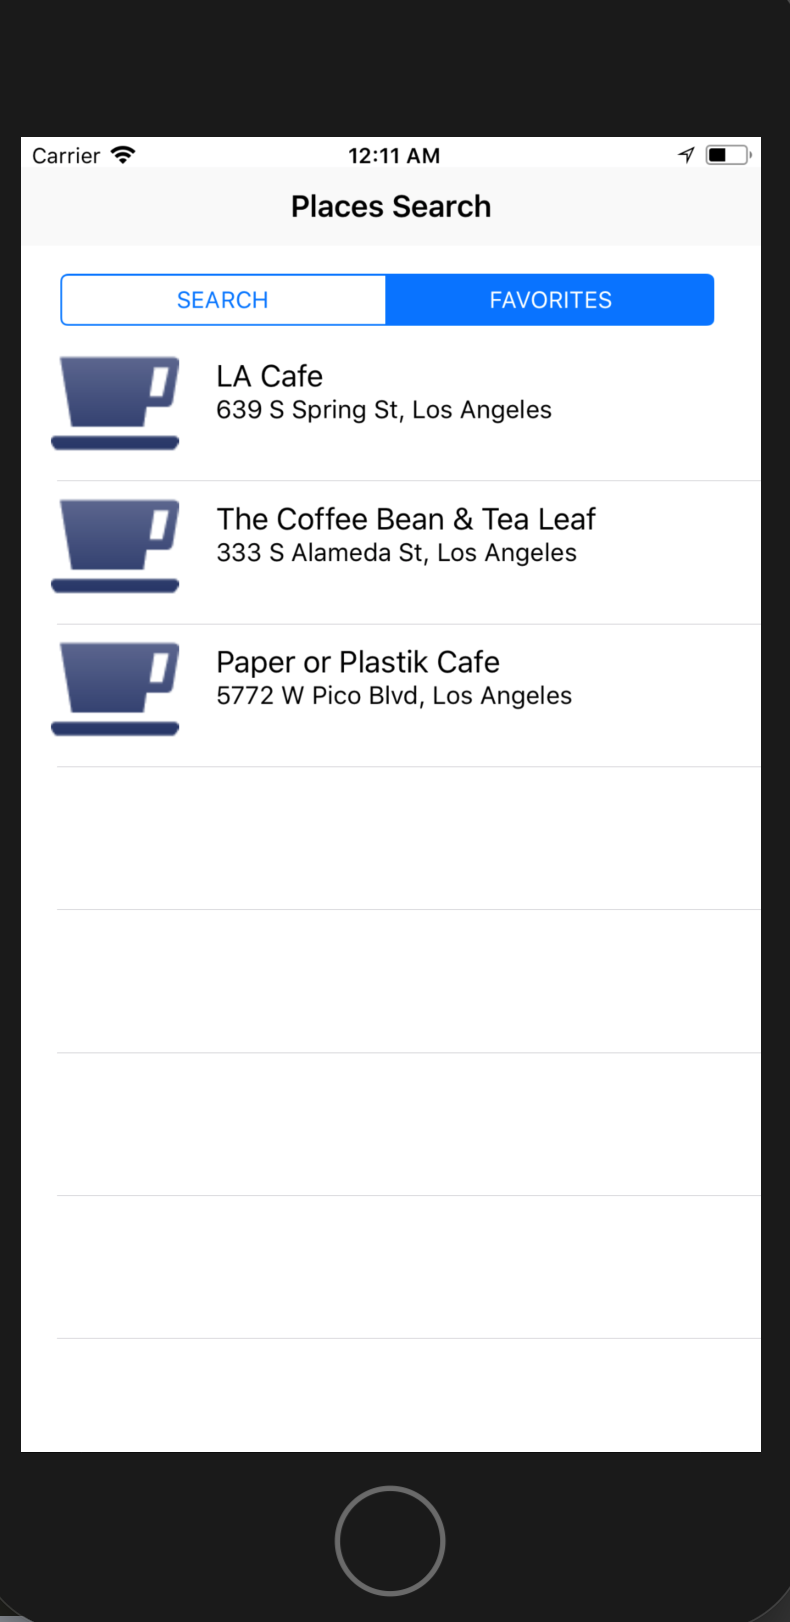 Carrier 12:11 AM
Places Search
SEARCH FAVORITES
LA Cafe
639 S Spring St, Los Angeles
The Coffee Bean & Tea Leaf
333 S Alameda St, Los Angeles
Paper or Plastik Cafe
5772 W Pico Blvd, Los Angeles